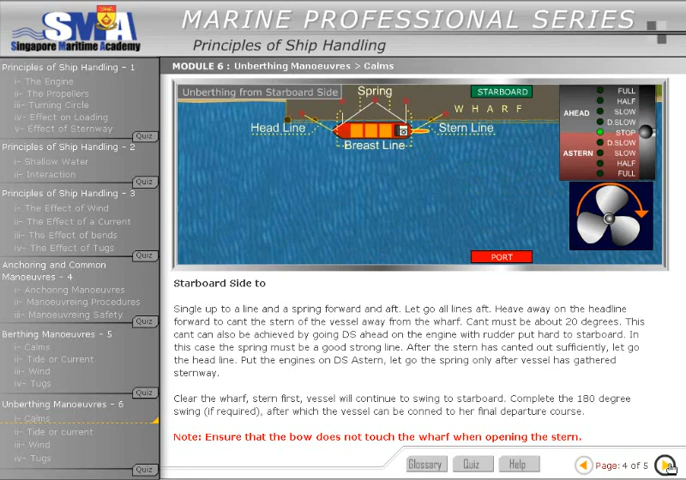 SMA
Singapore Maritime Academy
MARINE PROFESSIONAL SERIES
Principles of Ship Handling
MODULE 6 : Unberthing Manoeuvres > Calms
Principles of Ship Handling - 1
i- The Engine
ii- The Propellers
iii- Turning Circle
iv- Effect on Loading
v- Effect of Sternway
Quiz
Principles of Ship Handling - 2
i- Shallow Water
ii- Interaction
Quiz
Principles of Ship Handling - 3
i- The Effect of Wind
ii- The Effect of a Current
iii- The Effect of bends
iv- The Effect of Tugs
Quiz
Anchoring and Common
Manoeuvres - 4
i- Anchoring Manoeuvres
ii- Manoeuvreing Procedures
iii- Manoeuvring Safety
Quiz
Berthing Manoeuvres - 5
i- Calms
ii- Tide or Current
iii- Wind
iv- Tugs
Quiz
Unberthing Manoeuvres - 6
i- Calms
ii- Tide or current
iii- Wind
iv- Tugs
Quiz
Unberthing from Starboard Side
Spring
STARBOARD
WHARF
Head Line
Stern Line
Breast Line
PORT
FULL
HALF
AHEAD
SLOW
D.SLOW
STOP
D.SLOW
ASTERN
SLOW
HALF
FULL
Starboard Side to
Single up to a line and a spring forward and aft. Let go all lines aft. Heave away on the headline
forward to cant the stern of the vessel away from the wharf. Cant must be about 20 degrees. This
cant can also be achieved by going DS ahead on the engine with rudder put hard to starboard. In
this case the spring must be a good strong line. After the stern has canted out sufficiently, let go
the head line. Put the engines on DS Astern, let go the spring only after vessel has gathered
sternway.
Clear the wharf, stern first, vessel will continue to swing to starboard. Complete the 180 degree
swing (if required), after which the vessel can be conned to her final departure course.
Note: Ensure that the bow does not touch the wharf when opening the stern.
Glossary
Quiz
Help
Page: 4 of 5